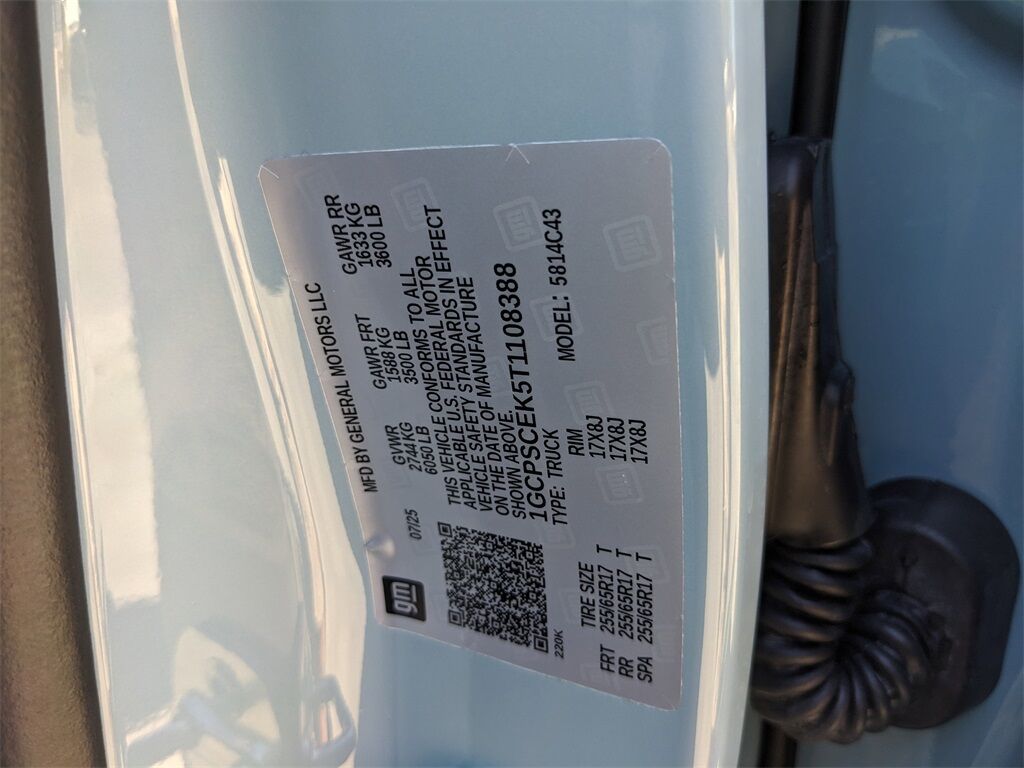 gm
MFD BY GENERAL MOTORS LLC
07/25
GVWR GAWR FRT GAWR RR
2744KG 1588 KG 1633 KG
6050 LB 3500 LB 3600 LB
THIS VEHICLE CONFORMS TO ALL
APPLICABLE U.S. FEDERAL MOTOR
VEHICLE SAFETY STANDARDS IN EFFECT
ON THE DATE OF MANUFACTURE
SHOWN ABOVE.
1GCPSCEK5T1108388
TYPE: TRUCK MODEL: 5814C43
220K
TIRE SIZE RIM
FRT 255/65R17 T 17X8J
RR 255/65R17 T 17X8J
SPA 255/65R17 T 17X8J